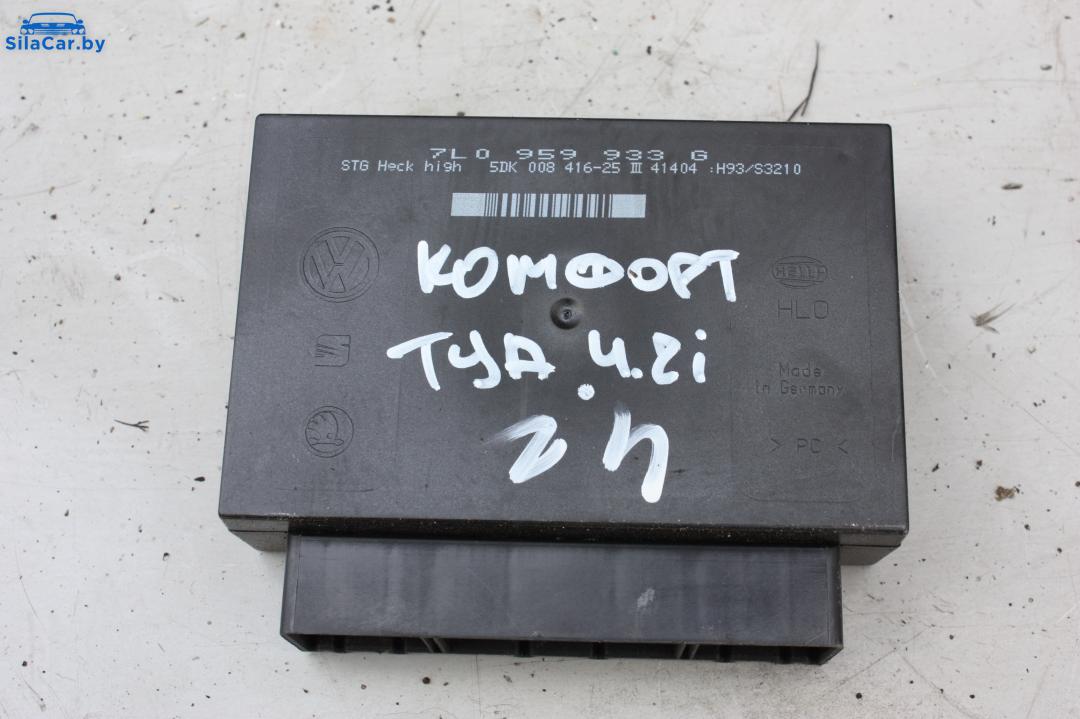 SilaCar.by
7L0 959 933 G
STG Heck high 5DK 008 416-25 III 41404 :H93/S3210
КОМФОРТ
HELLA
HLO
ТУА 4.2i
Made
in Germany
24
> PC <